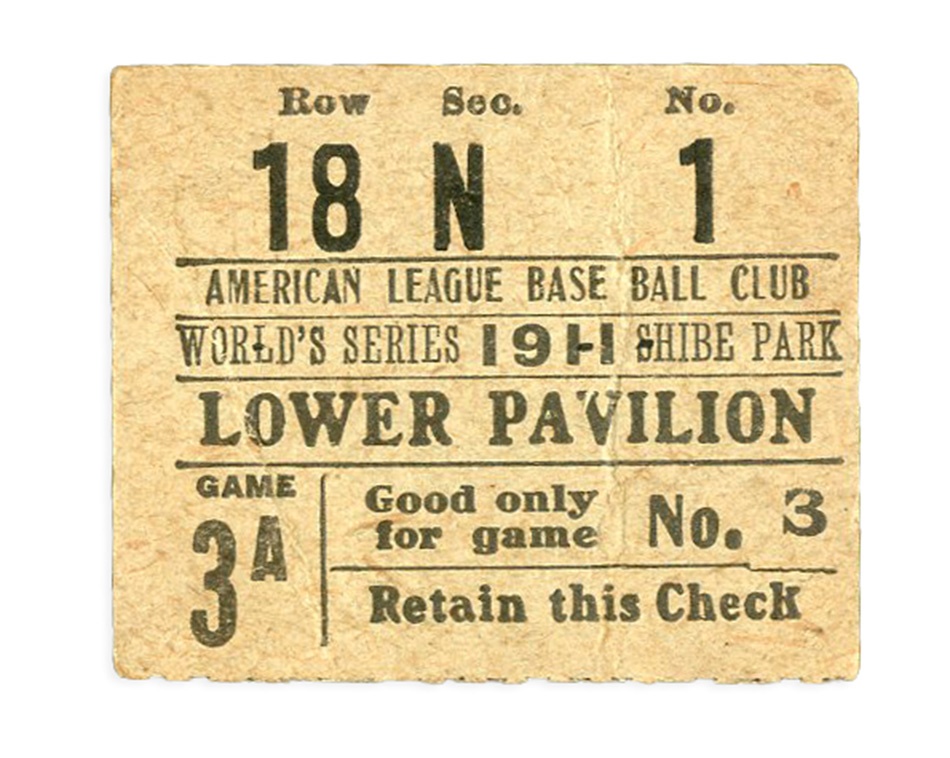 Row Sec. No.
18 N 1
AMERICAN LEAGUE BASE BALL CLUB
WORLD'S SERIES 1911 SHIBE PARK
LOWER PAVILION
GAME
3A
Good only
for game No. 3
Retain this Check